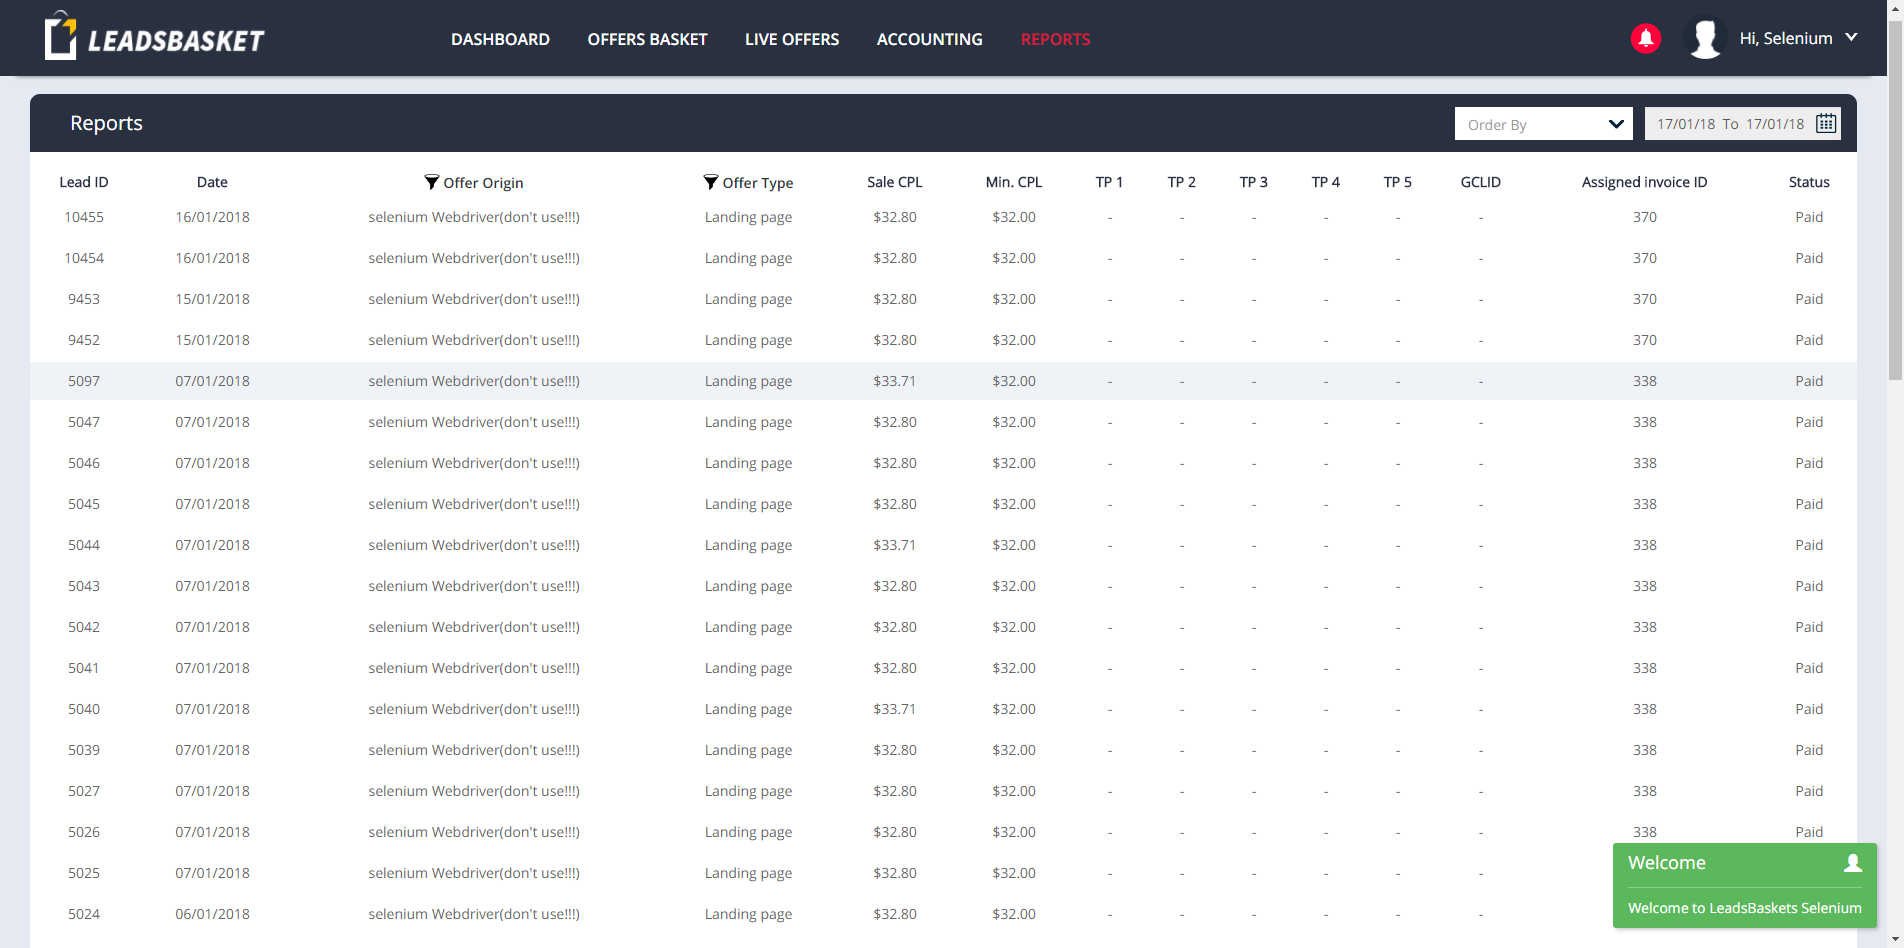 LEADSBASKET DASHBOARD OFFERS BASKET LIVE OFFERS ACCOUNTING REPORTS Hi, Selenium
Reports Order By 17/01/18 To 17/01/18
Lead ID Date Offer Origin Offer Type Sale CPL Min. CPL TP 1 TP 2 TP 3 TP 4 TP 5 GCLID Assigned invoice ID Status
10455 16/01/2018 selenium Webdriver(don't use!!!) Landing page $32.80 $32.00 - - - - - - 370 Paid
10454 16/01/2018 selenium Webdriver(don't use!!!) Landing page $32.80 $32.00 - - - - - - 370 Paid
9453 15/01/2018 selenium Webdriver(don't use!!!) Landing page $32.80 $32.00 - - - - - - 370 Paid
9452 15/01/2018 selenium Webdriver(don't use!!!) Landing page $32.80 $32.00 - - - - - - 370 Paid
5097 07/01/2018 selenium Webdriver(don't use!!!) Landing page $33.71 $32.00 - - - - - - 338 Paid
5047 07/01/2018 selenium Webdriver(don't use!!!) Landing page $32.80 $32.00 - - - - - - 338 Paid
5046 07/01/2018 selenium Webdriver(don't use!!!) Landing page $32.80 $32.00 - - - - - - 338 Paid
5045 07/01/2018 selenium Webdriver(don't use!!!) Landing page $32.80 $32.00 - - - - - - 338 Paid
5044 07/01/2018 selenium Webdriver(don't use!!!) Landing page $33.71 $32.00 - - - - - - 338 Paid
5043 07/01/2018 selenium Webdriver(don't use!!!) Landing page $32.80 $32.00 - - - - - - 338 Paid
5042 07/01/2018 selenium Webdriver(don't use!!!) Landing page $32.80 $32.00 - - - - - - 338 Paid
5041 07/01/2018 selenium Webdriver(don't use!!!) Landing page $32.80 $32.00 - - - - - - 338 Paid
5040 07/01/2018 selenium Webdriver(don't use!!!) Landing page $33.71 $32.00 - - - - - - 338 Paid
5039 07/01/2018 selenium Webdriver(don't use!!!) Landing page $32.80 $32.00 - - - - - - 338 Paid
5027 07/01/2018 selenium Webdriver(don't use!!!) Landing page $32.80 $32.00 - - - - - - 338 Paid
5026 07/01/2018 selenium Webdriver(don't use!!!) Landing page $32.80 $32.00 - - - - - - 338 Paid
5025 07/01/2018 selenium Webdriver(don't use!!!) Landing page $32.80 $32.00 - - - - - -
5024 06/01/2018 selenium Webdriver(don't use!!!) Landing page $32.80 $32.00 - - - - - -
Welcome
Welcome to LeadsBaskets Selenium